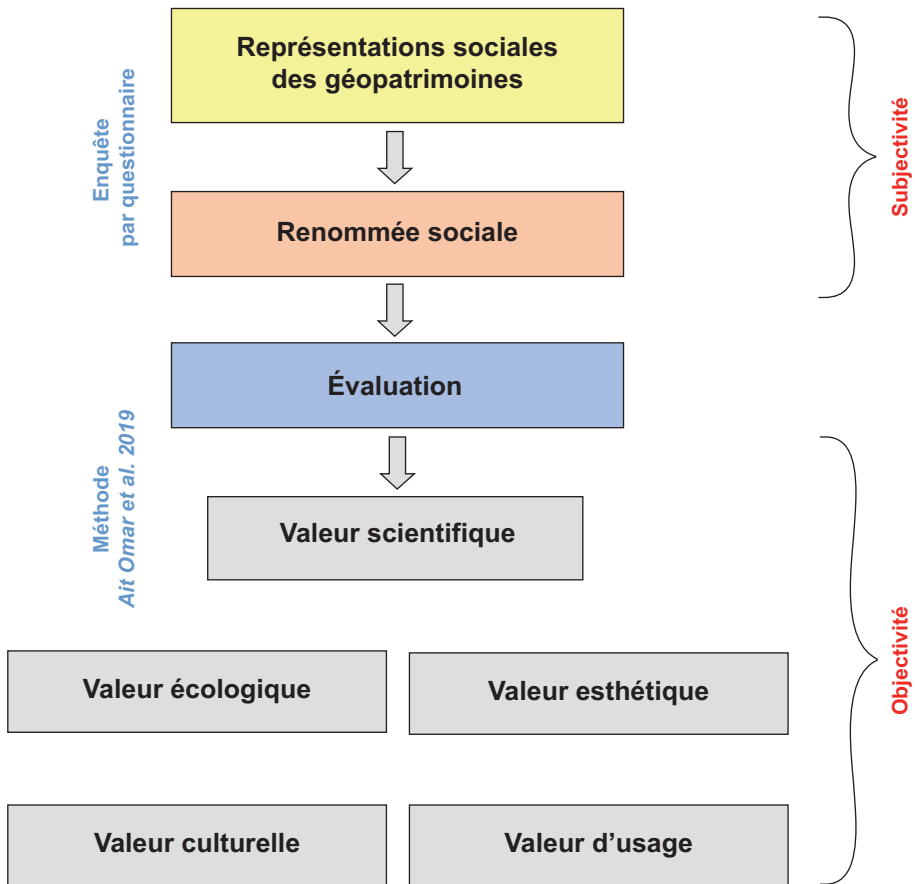 Représentations sociales
des géopatrimoines
Enquête
par questionnaire
Subjectivité
Renommée sociale
Évaluation
Méthode
Ait Omar et al. 2019
Valeur scientifique
Objectivité
Valeur écologique
Valeur esthétique
Valeur culturelle
Valeur d'usage